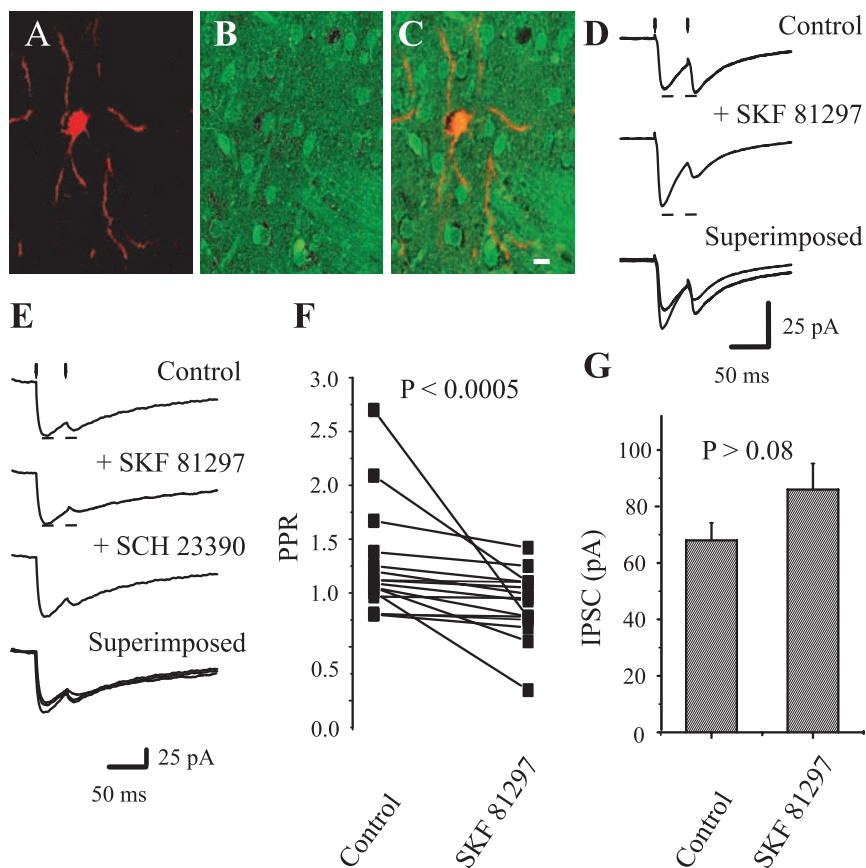 A
B
C
D
Control
+ SKF 81297
Superimposed
25 pA
50 ms
E
Control
+ SKF 81297
+ SCH 23390
Superimposed
25 pA
50 ms
F
P < 0.0005
PPR
3.0
2.5
2.0
1.5
1.0
0.5
0.0
Control
SKF 81297
G
P > 0.08
IPSC (pA)
100
80
60
40
20
0
Control
SKF 81297